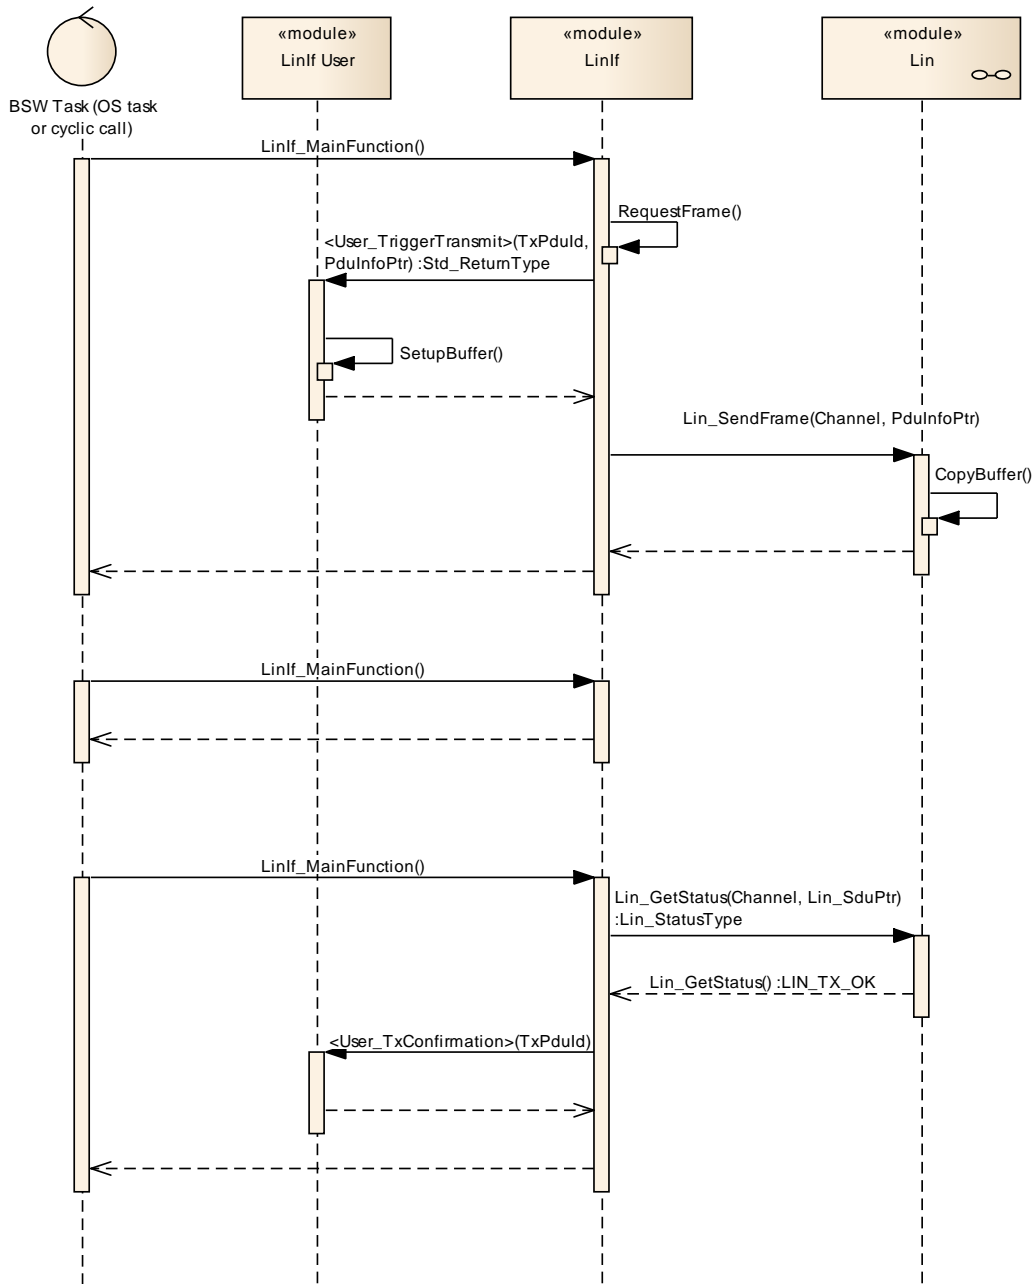 «module»
LinIf User
«module»
LinIf
«module»
Lin
BSW Task (OS task
or cyclic call)
LinIf_MainFunction()
RequestFrame()
<User_TriggerTransmit>(TxPduId,
PduInfoPtr) :Std_ReturnType
SetupBuffer()
Lin_SendFrame(Channel, PduInfoPtr)
CopyBuffer()
LinIf_MainFunction()
LinIf_MainFunction()
Lin_GetStatus(Channel, Lin_SduPtr)
:Lin_StatusType
Lin_GetStatus() :LIN_TX_OK
<User_TxConfirmation>(TxPduId)